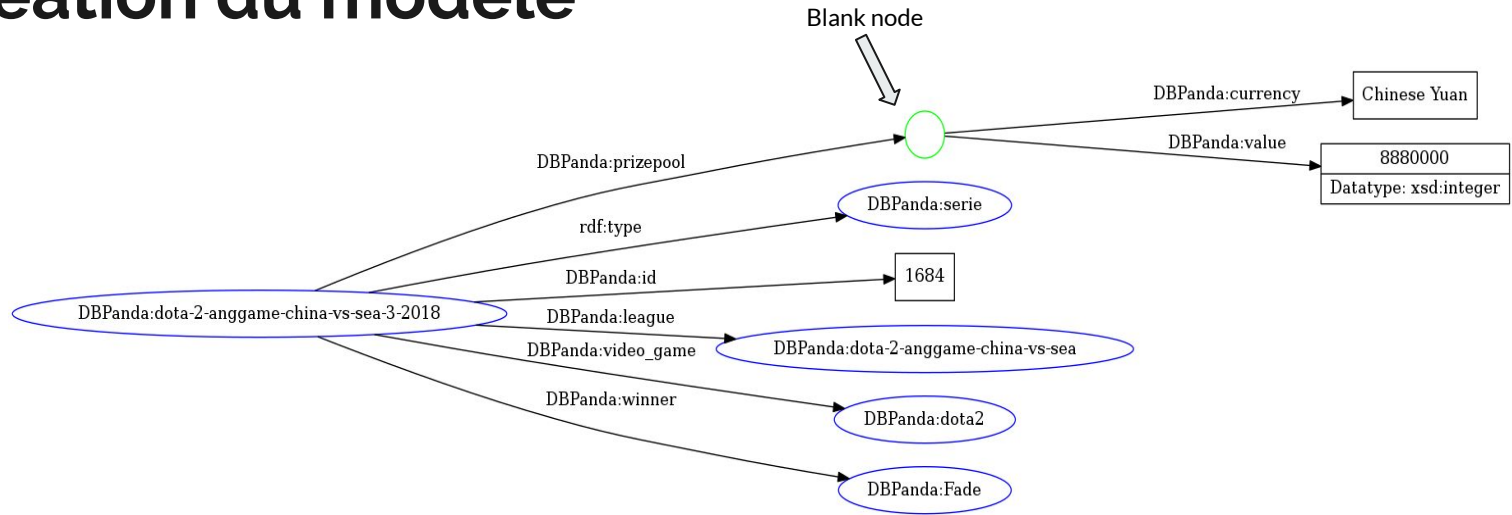 éation du modèle
Blank node
DBPanda:currency
Chinese Yuan
DBPanda:value
8880000
Datatype: xsd:integer
DBPanda:prizepool
DBPanda:serie
rdf:type
DBPanda:id
1684
DBPanda:dota-2-anggame-china-vs-sea-3-2018
DBPanda:league
DBPanda:dota-2-anggame-china-vs-sea
DBPanda:video_game
DBPanda:dota2
DBPanda:winner
DBPanda:Fade